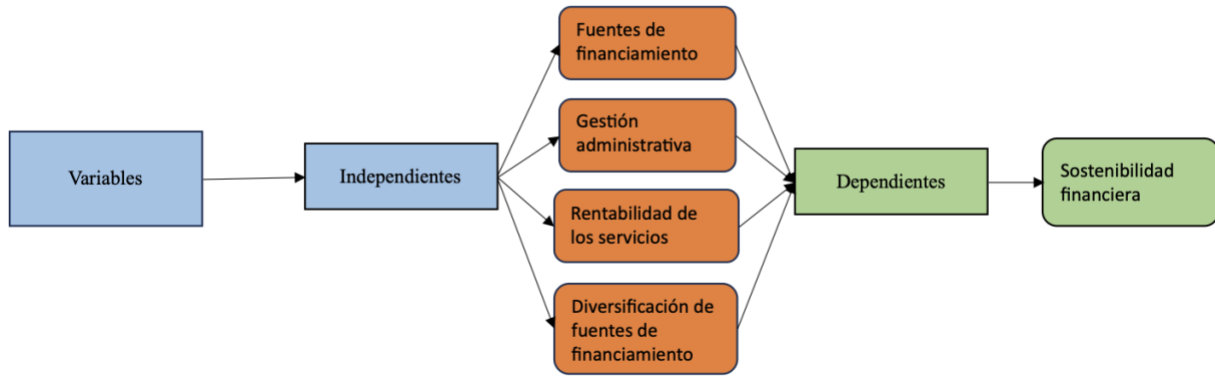 Variables
Independientes
Fuentes de
financiamiento
Gestión
administrativa
Rentabilidad de
los servicios
Diversificación de
fuentes de
financiamiento
Dependientes
Sostenibilidad
financiera